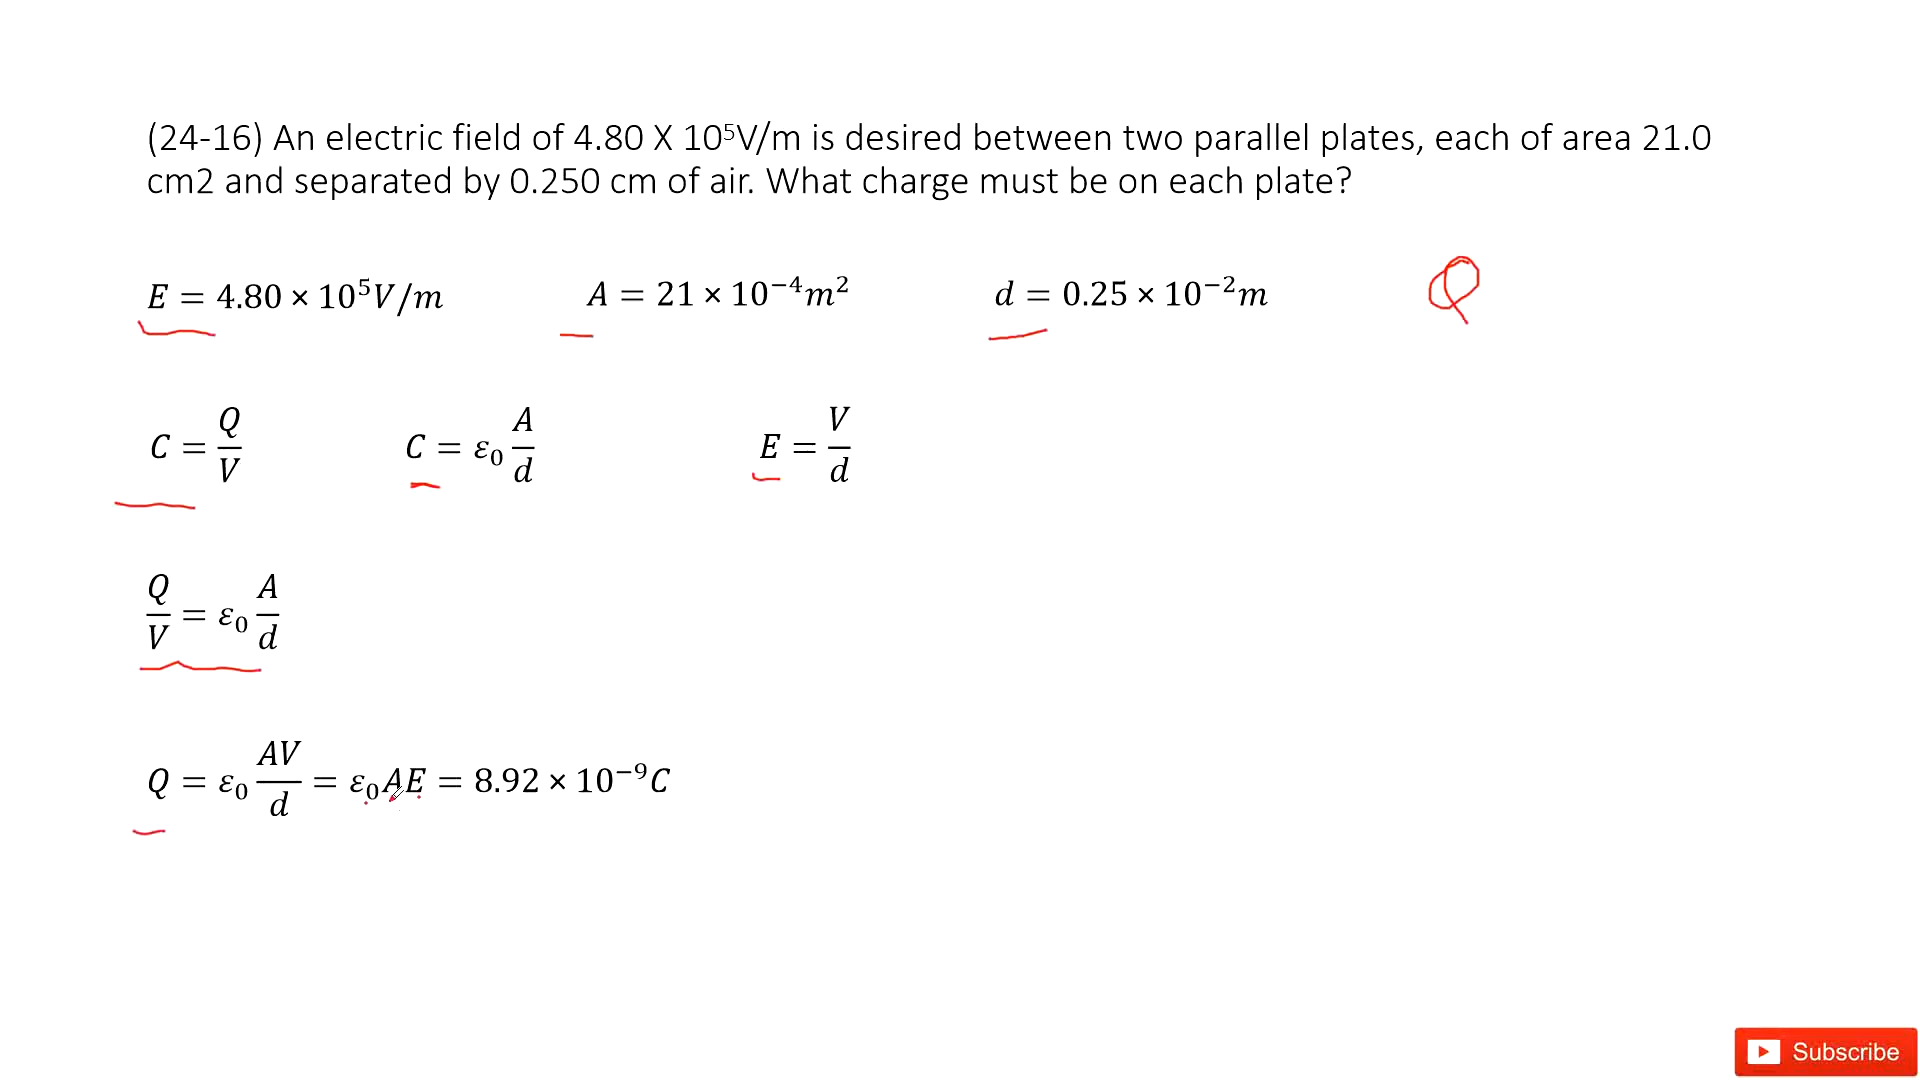 (24-16) An electric field of 4.80 X 10⁵V/m is desired between two parallel plates, each of area 21.0
cm2 and separated by 0.250 cm of air. What charge must be on each plate?
E = 4.80 × 10⁵V/m A = 21 × 10⁻⁴m² d = 0.25 × 10⁻²m Q
C = Q/V C = ε₀ A/d E = V/d
Q/V = ε₀ A/d
Q = ε₀ AV/d = ε₀AE = 8.92 × 10⁻⁹C
Subscribe